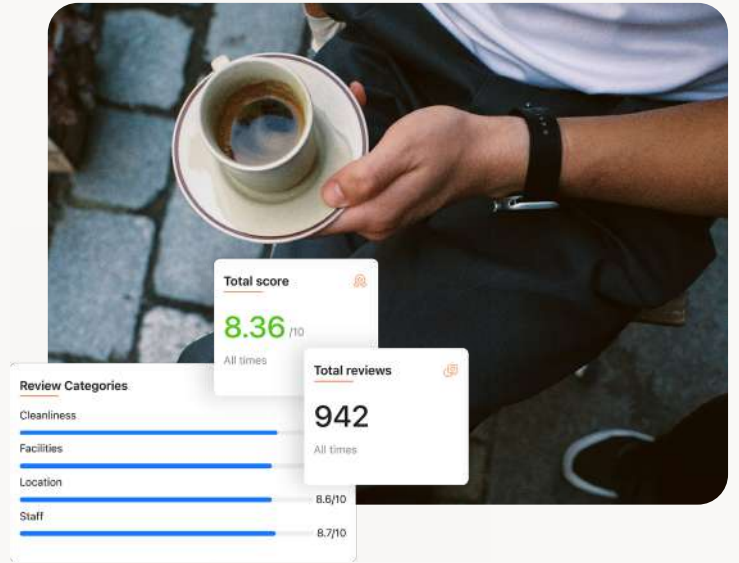 Total score
8.36 /10
All times
Total reviews
942
All times
Review Categories
Cleanliness
Facilities
Location
8.6/10
Staff
8.7/10